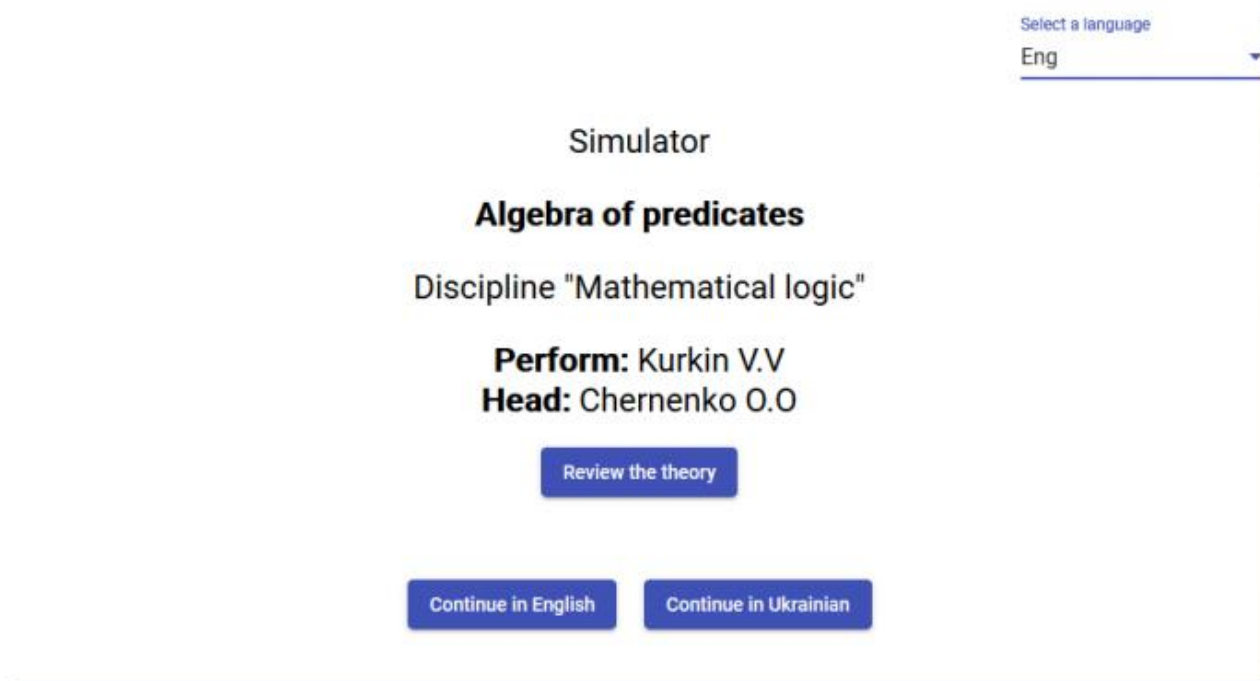 Select a language
Eng
Simulator
Algebra of predicates
Discipline "Mathematical logic"
Perform: Kurkin V.V
Head: Chernenko O.O
Review the theory
Continue in English
Continue in Ukrainian